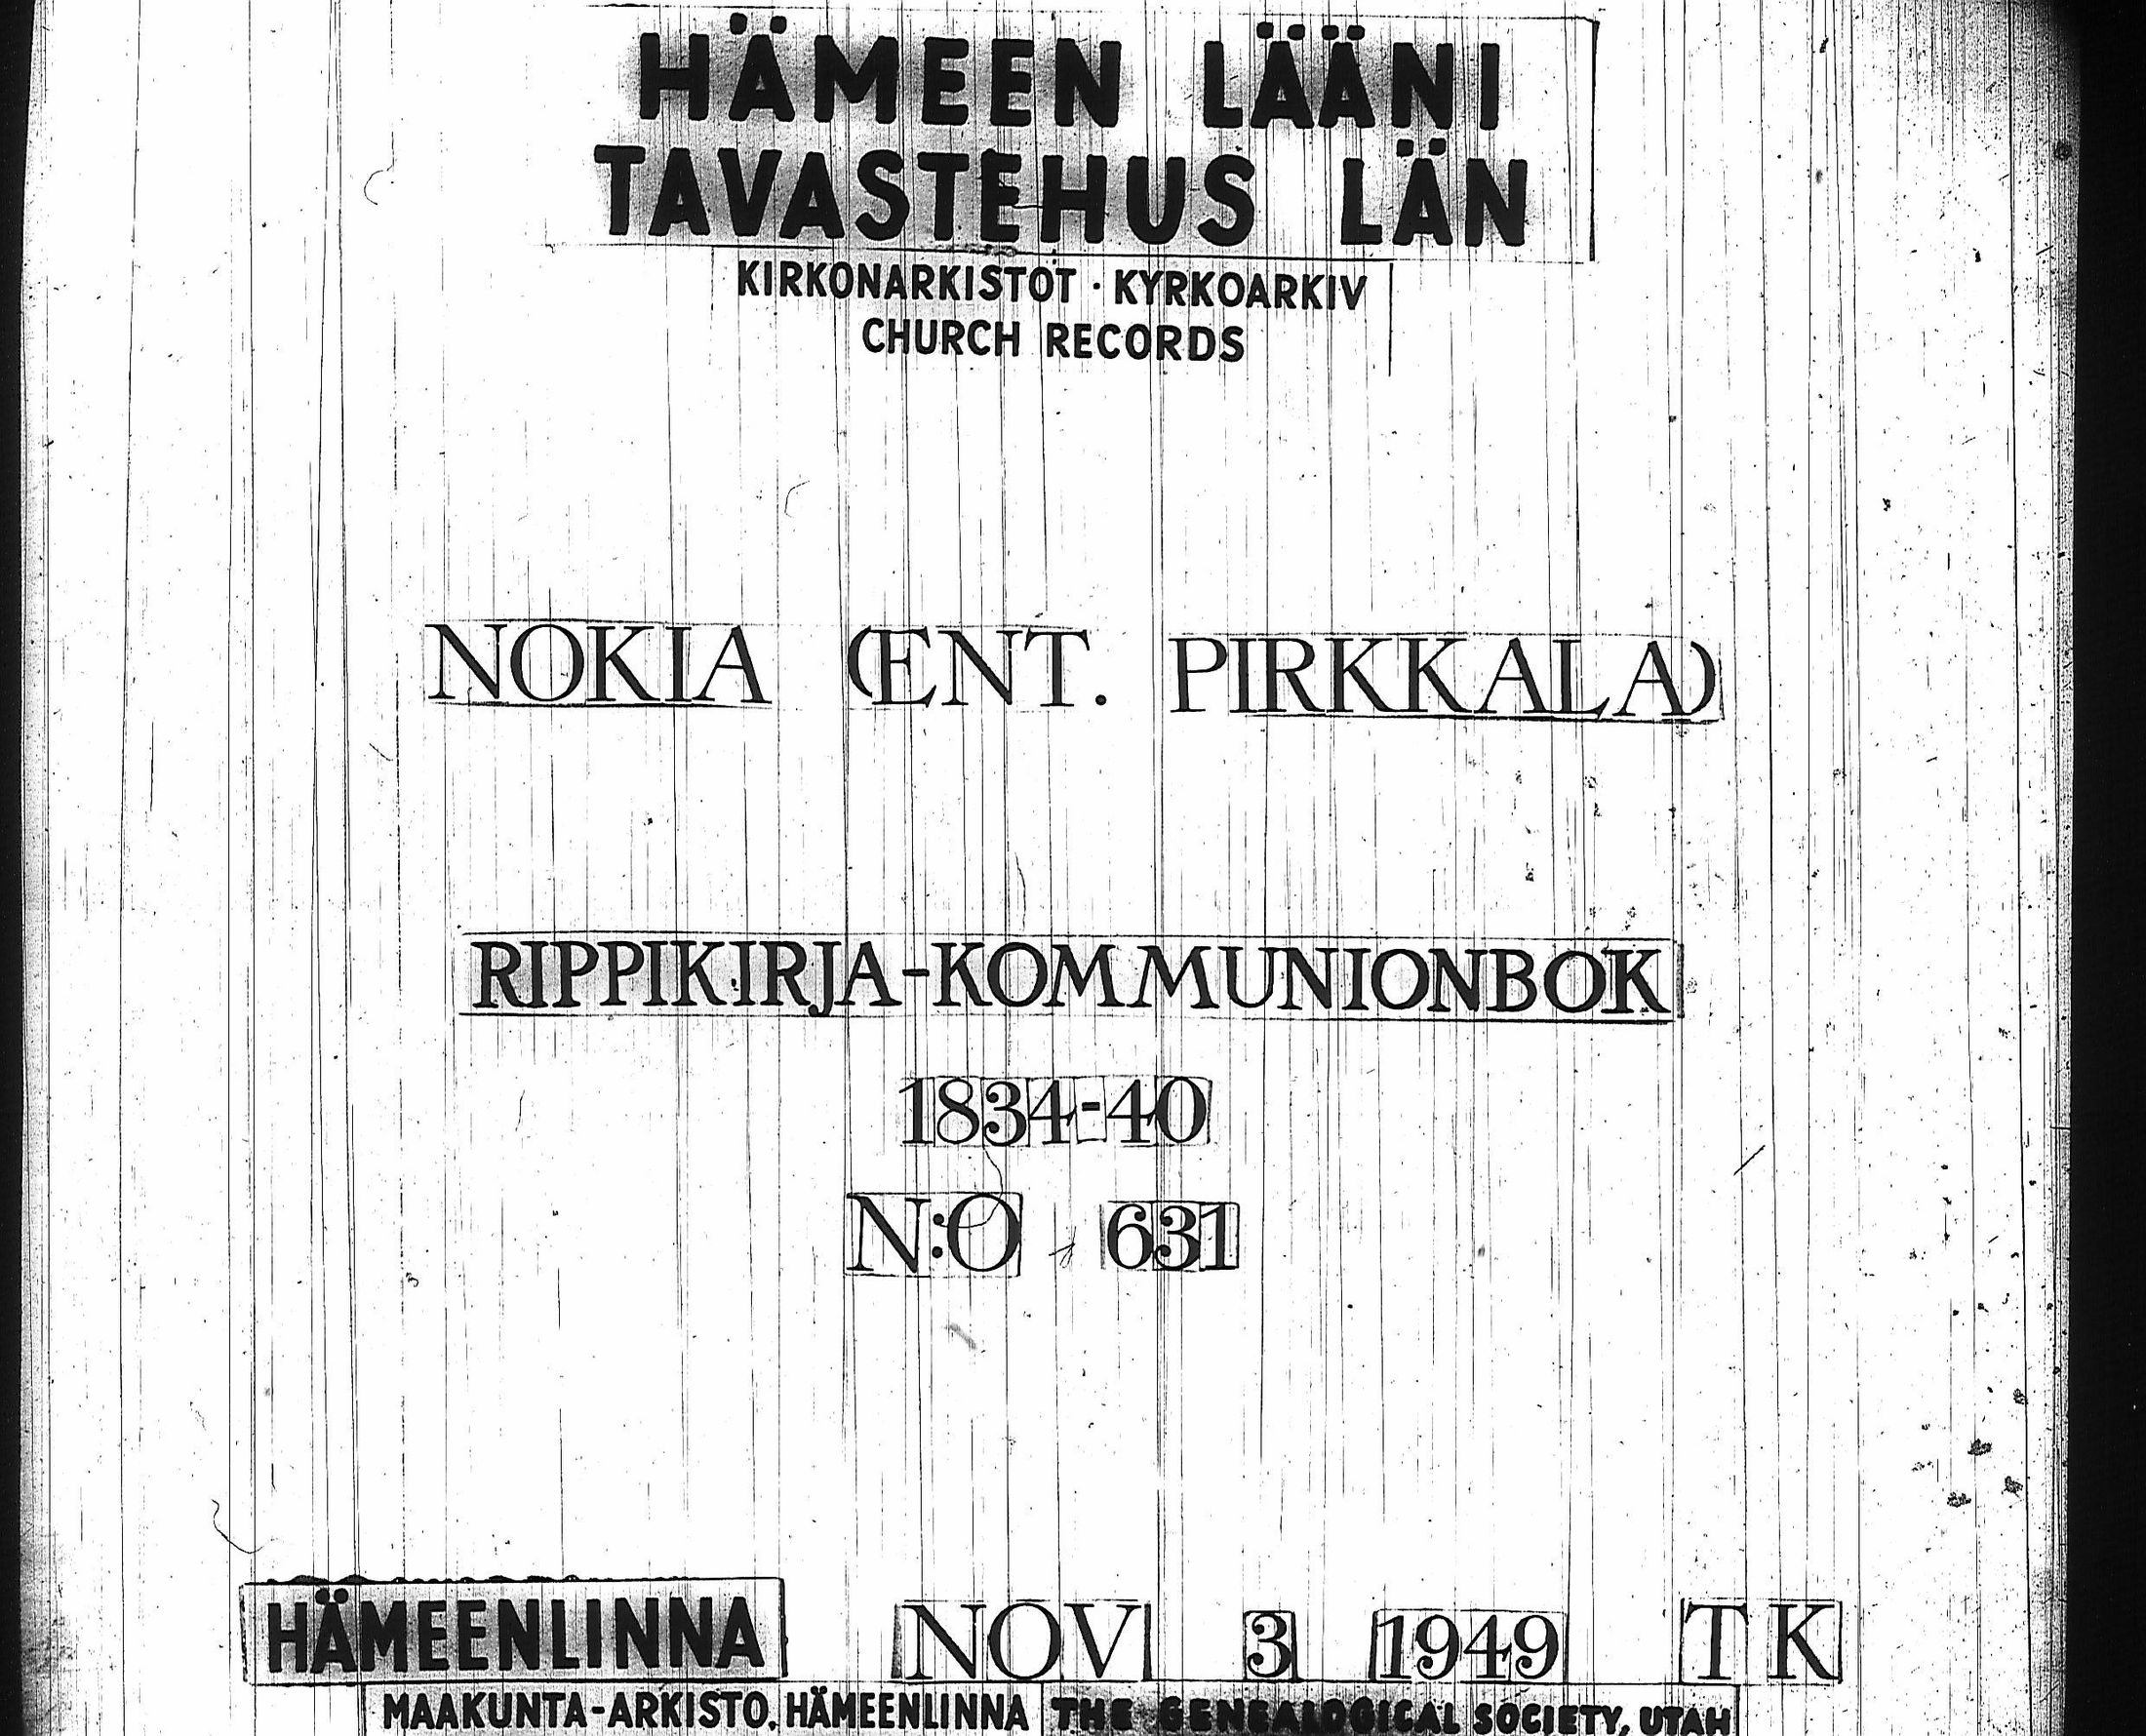 HÄMEEN LÄÄNI
TAVASTEHUS LÄN
KIRKONARKISTOT · KYRKOARKIV
CHURCH RECORDS
NOKIA (ENT. PIRKKALA)
RIPPIKIRJA-KOMMUNIONBOK
1834-40
N:O 631
HÄMEENLINNA NOV 3 1949 TK
MAAKUNTA-ARKISTO, HÄMEENLINNA THE GENEALOGICAL SOCIETY, UTAH